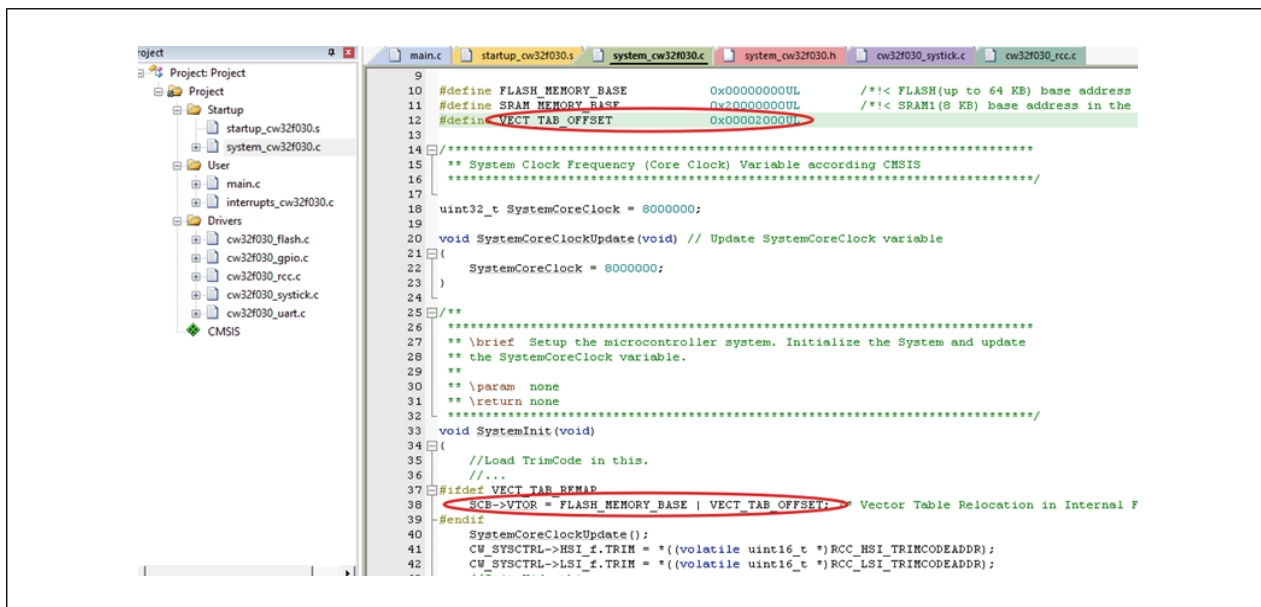 roject
Project: Project
Project
Startup
startup_cw32f030.s
system_cw32f030.c
User
main.c
interrupts_cw32f030.c
Drivers
cw32f030_flash.c
cw32f030_gpio.c
cw32f030_rcc.c
cw32f030_systick.c
cw32f030_uart.c
CMSIS
main.c startup_cw32f030.s system_cw32f030.c system_cw32f030.h cw32f030_systick.c cw32f030_rcc.c
9
10 #define FLASH_MEMORY_BASE 0x00000000UL /*!< FLASH(up to 64 KB) base address
11 #define SRAM_MEMORY_BASE 0x20000000UL /*!< SRAM1(8 KB) base address in the
12 #define VECT_TAB_OFFSET 0x00002000UL
13
14 /******************************************************************************
15 ** System Clock Frequency (Core Clock) Variable according CMSIS
16 ******************************************************************************/
17
18 uint32_t SystemCoreClock = 8000000;
19
20 void SystemCoreClockUpdate(void) // Update SystemCoreClock variable
21 {
22 SystemCoreClock = 8000000;
23 }
24
25 /**
26 ******************************************************************************
27 ** \brief Setup the microcontroller system. Initialize the System and update
28 ** the SystemCoreClock variable.
29 **
30 ** \param none
31 ** \return none
32 ******************************************************************************/
33 void SystemInit(void)
34 {
35 //Load TrimCode in this.
36 //...
37 #ifdef VECT_TAB_REMAP
38 SCB->VTOR = FLASH_MEMORY_BASE | VECT_TAB_OFFSET; /* Vector Table Relocation in Internal F
39 #endif
40 SystemCoreClockUpdate();
41 CW_SYSCTRL->HSI_f.TRIM = *((volatile uint16_t *)RCC_HSI_TRIMCODEADDR);
42 CW_SYSCTRL->LSI_f.TRIM = *((volatile uint16_t *)RCC_LSI_TRIMCODEADDR);